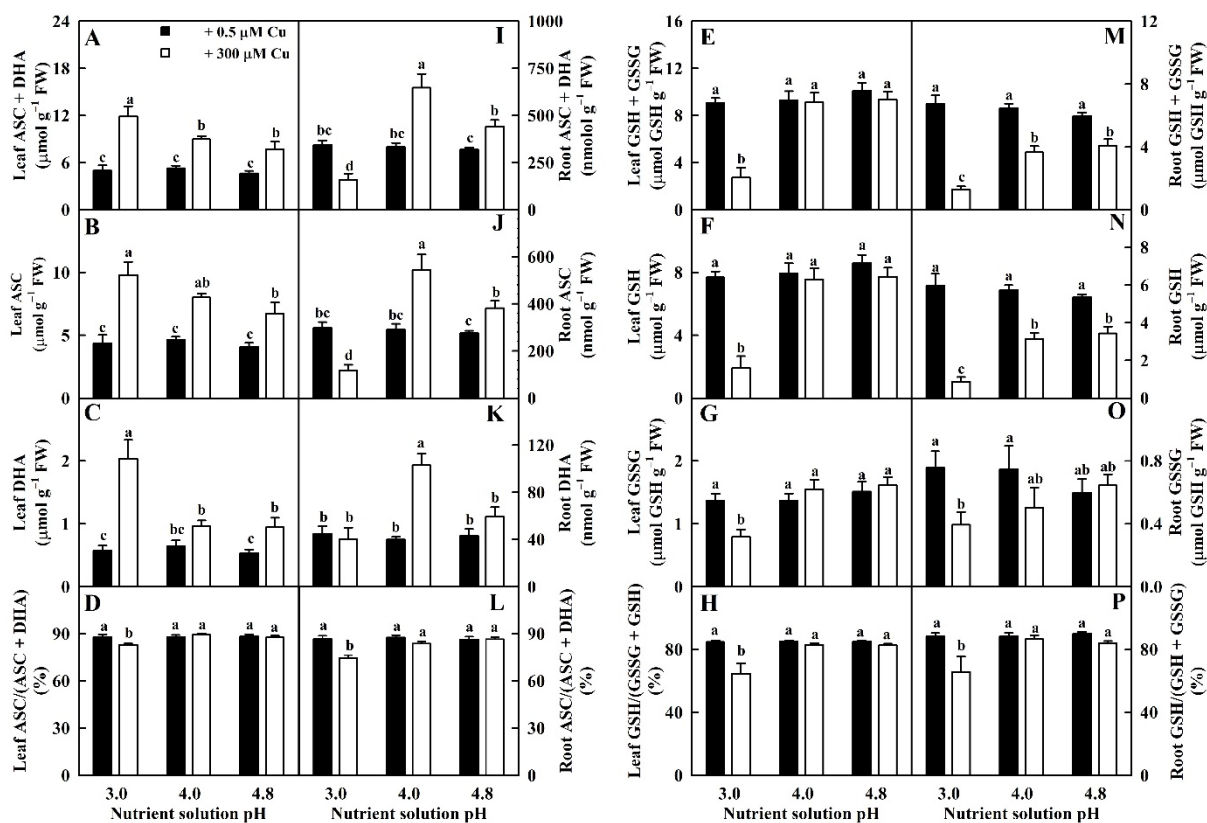 A
+ 0.5 μM Cu
+ 300 μM Cu
Leaf ASC + DHA
(μmol g⁻¹ FW)
24
18
12
6
0
c
a
c
b
c
b
I
Root ASC + DHA
(nmolol g⁻¹ FW)
1000
750
500
250
0
bc
d
bc
a
c
b
B
Leaf ASC
(μmol g⁻¹ FW)
10
5
0
c
a
c
ab
c
b
J
Root ASC
(nmol g⁻¹ FW)
600
400
200
0
bc
d
bc
a
c
b
C
Leaf DHA
(μmol g⁻¹ FW)
2
1
0
c
a
bc
b
c
b
K
Root DHA
(nmol g⁻¹ FW)
120
80
40
0
b
b
b
a
b
b
D
Leaf ASC/(ASC + DHA)
(%)
90
60
30
0
a
b
a
a
a
a
L
Root ASC/(ASC + DHA)
(%)
90
60
30
0
a
b
a
a
a
a
3.0
4.0
4.8
3.0
4.0
4.8
Nutrient solution pH
Nutrient solution pH
E
Leaf GSH + GSSG
(μmol GSH g⁻¹ FW)
16
12
8
4
0
a
b
a
a
a
a
M
Root GSH + GSSG
(μmol GSH g⁻¹ FW)
12
8
4
0
a
c
a
b
a
b
F
Leaf GSH
(μmol g⁻¹ FW)
8
4
0
a
b
a
a
a
a
N
Root GSH
(μmol g⁻¹ FW)
9
6
3
0
a
c
a
b
a
b
G
Leaf GSSG
(μmol GSH g⁻¹ FW)
2
1
0
a
b
a
a
a
a
O
Root GSSG
(μmol GSH g⁻¹ FW)
0.8
0.4
0.0
a
b
a
ab
ab
ab
H
Leaf GSH/(GSSG + GSH)
(%)
80
40
0
a
b
a
a
a
a
P
Root GSH/(GSH + GSSG)
(%)
80
40
0
a
b
a
a
a
a
3.0
4.0
4.8
3.0
4.0
4.8
Nutrient solution pH
Nutrient solution pH